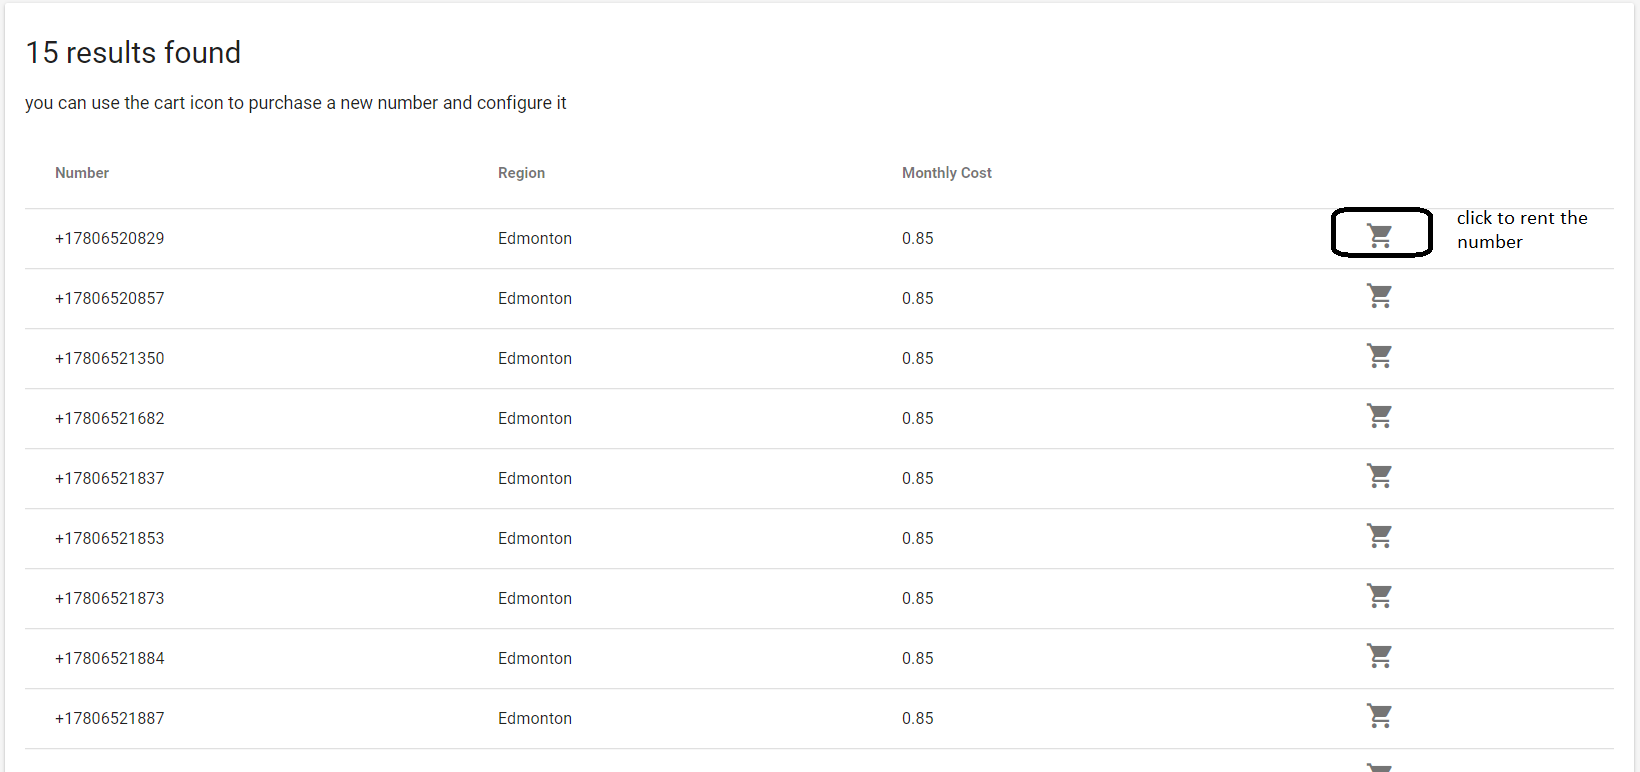 15 results found
you can use the cart icon to purchase a new number and configure it
Number Region Monthly Cost
+17806520829 Edmonton 0.85 click to rent the
number
+17806520857 Edmonton 0.85
+17806521350 Edmonton 0.85
+17806521682 Edmonton 0.85
+17806521837 Edmonton 0.85
+17806521853 Edmonton 0.85
+17806521873 Edmonton 0.85
+17806521884 Edmonton 0.85
+17806521887 Edmonton 0.85